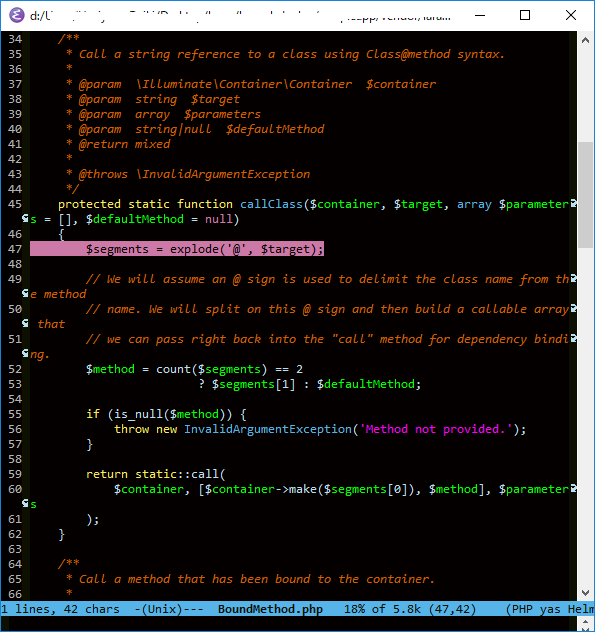 34    /**
35     * Call a string reference to a class using Class@method syntax.
36     *
37     * @param  \Illuminate\Container\Container  $container
38     * @param  string  $target
39     * @param  array  $parameters
40     * @param  string|null  $defaultMethod
41     * @return mixed
42     *
43     * @throws \InvalidArgumentException
44     */
45    protected static function callClass($container, $target, array $parameter
s = [], $defaultMethod = null)
46    {
47        $segments = explode('@', $target);
48
49        // We will assume an @ sign is used to delimit the class name from th
e method
50        // name. We will split on this @ sign and then build a callable array
 that
51        // we can pass right back into the "call" method for dependency bindi
ng.
52        $method = count($segments) == 2
53                        ? $segments[1] : $defaultMethod;
54
55        if (is_null($method)) {
56            throw new InvalidArgumentException('Method not provided.');
57        }
58
59        return static::call(
60            $container, [$container->make($segments[0]), $method], $parameter
s
61        );
62    }
63
64    /**
65     * Call a method that has been bound to the container.
66     *
1 lines, 42 chars  -(Unix)---  BoundMethod.php   18% of 5.8k (47,42)    (PHP yas Helm